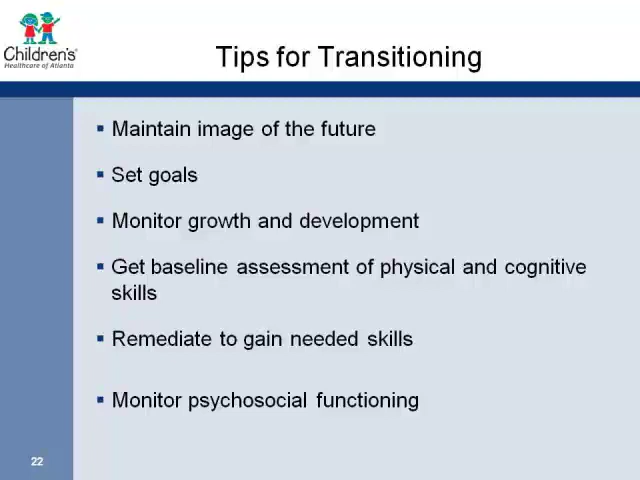 Children's
Healthcare of Atlanta
Tips for Transitioning
Maintain image of the future
Set goals
Monitor growth and development
Get baseline assessment of physical and cognitive
skills
Remediate to gain needed skills
Monitor psychosocial functioning
22